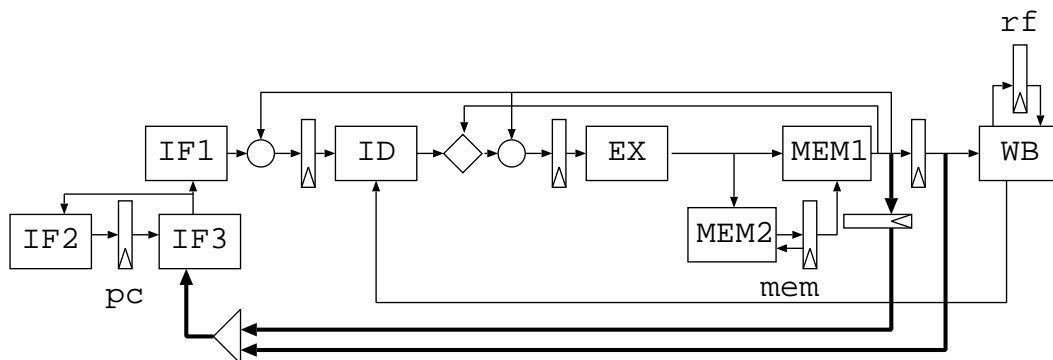 rf
IF1
ID
EX
MEM1
WB
IF2
IF3
MEM2
pc
mem